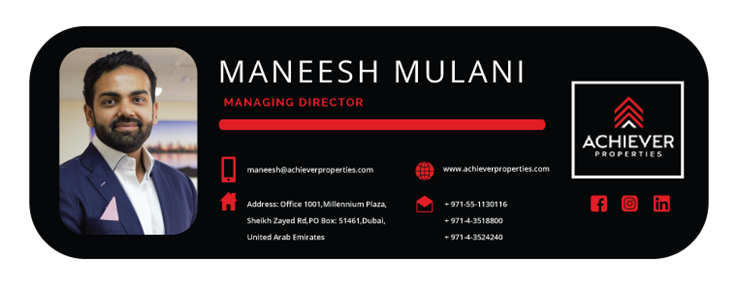 MANEESH MULANI
MANAGING DIRECTOR
maneesh@achieverproperties.com
www.achieverproperties.com
Address: Office 1001,Millennium Plaza,
Sheikh Zayed Rd,PO Box: 51461,Dubai,
United Arab Emirates
+ 971-55-1130116
+ 971-4-3518800
+ 971-4-3524240
ACHIEVER
PROPERTIES